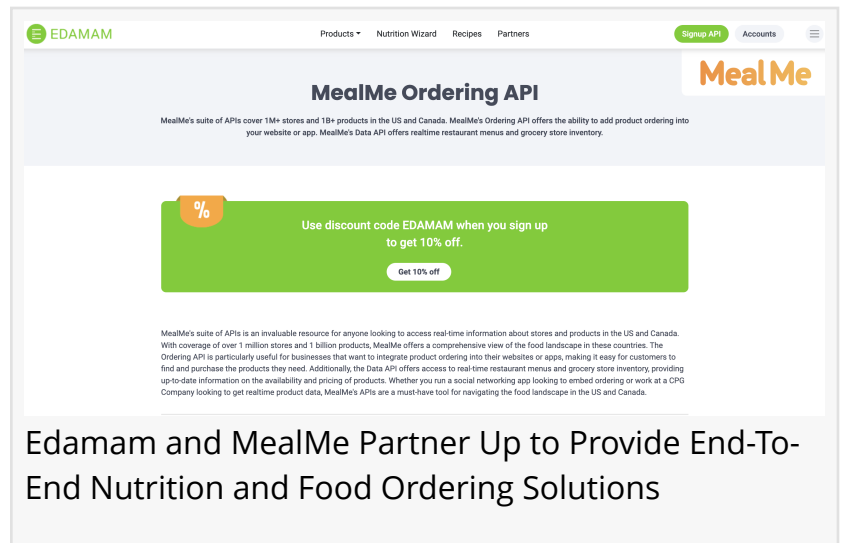 EDAMAM
Products Nutrition Wizard Recipes Partners
Signup API Accounts
MealMe
MealMe Ordering API
MealMe's suite of APIs cover 1M+ stores and 1B+ products in the US and Canada. MealMe's Ordering API offers the ability to add product ordering into
your website or app. MealMe's Data API offers realtime restaurant menus and grocery store inventory.
%
Use discount code EDAMAM when you sign up
to get 10% off.
Get 10% off
MealMe's suite of APIs is an invaluable resource for anyone looking to access real-time information about stores and products in the US and Canada.
With coverage of over 1 million stores and 1 billion products, MealMe offers a comprehensive view of the food landscape in these countries. The
Ordering API is particularly useful for businesses that want to integrate product ordering into their websites or apps, making it easy for customers to
find and purchase the products they need. Additionally, the Data API offers access to real-time restaurant menus and grocery store inventory, providing
up-to-date information on the availability and pricing of products. Whether you run a social networking app looking to embed ordering or work at a CPG
Company looking to get realtime product data, MealMe's APIs are a must-have tool for navigating the food landscape in the US and Canada.
Edamam and MealMe Partner Up to Provide End-To-
End Nutrition and Food Ordering Solutions